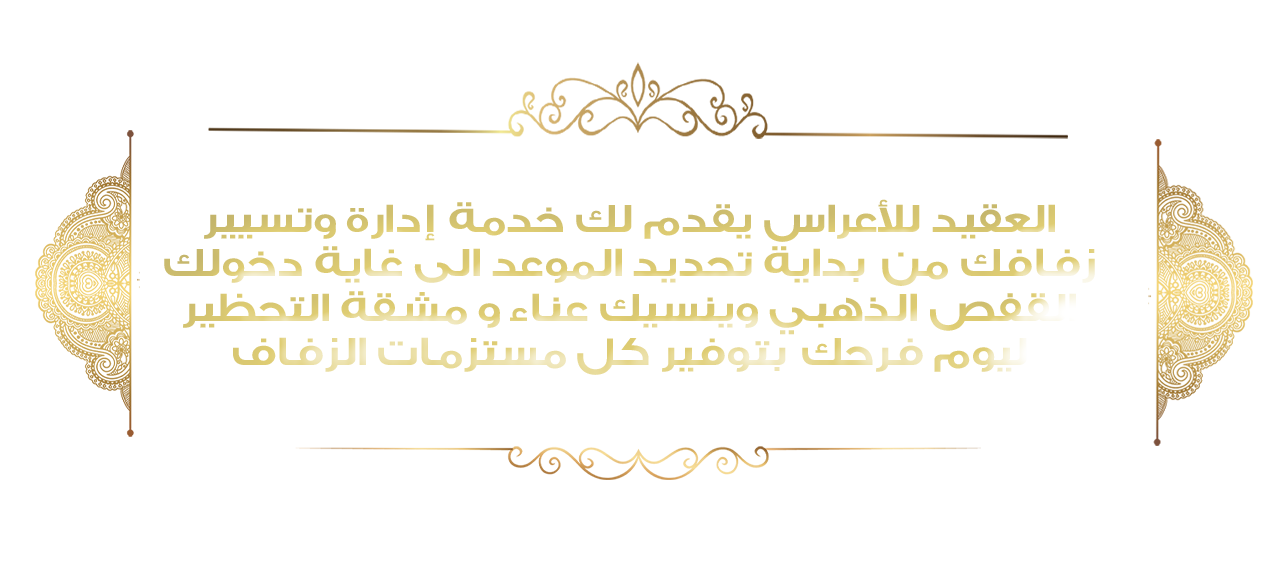 العقيد للأعراس يقدم لك خدمة إدارة وتسيير
زفافك من بداية تحديد الموعد الى غاية دخولك
القفص الذهبي وينسيك عناء و مشقة التحظير
ليوم فرحك بتوفير كل مستزمات الزفاف